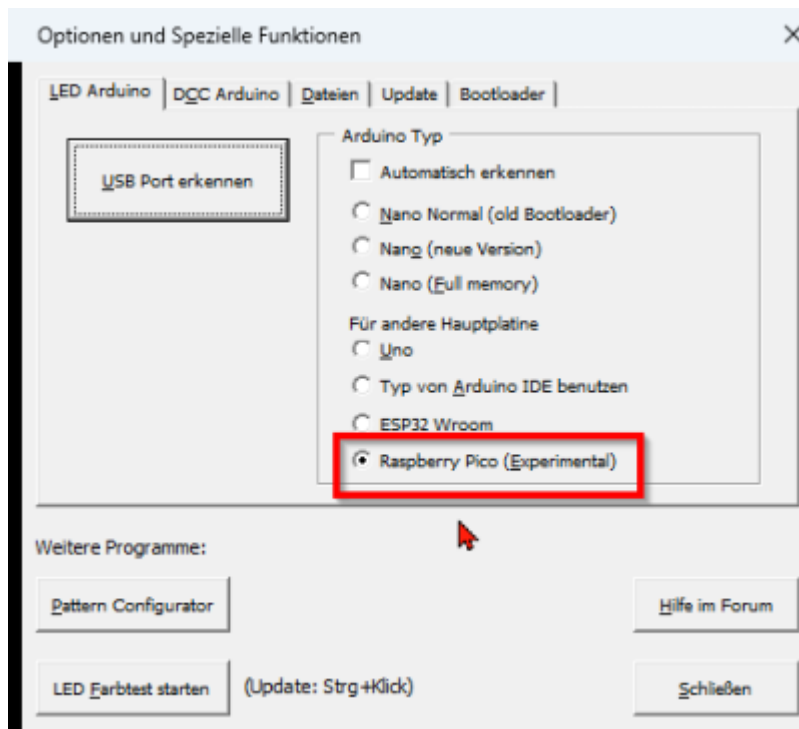 Optionen und Spezielle Funktionen
LED Arduino
DCC Arduino
Dateien
Update
Bootloader
USB Port erkennen
Arduino Typ
Automatisch erkennen
Nano Normal (old Bootloader)
Nano (neue Version)
Nano (Full memory)
Für andere Hauptplatine
Uno
Typ von Arduino IDE benutzen
ESP32 Wroom
Raspberry Pico (Experimental)
Weitere Programme:
Pattern Configurator
Hilfe im Forum
LED Farbtest starten
(Update: Strg+Klick)
Schließen